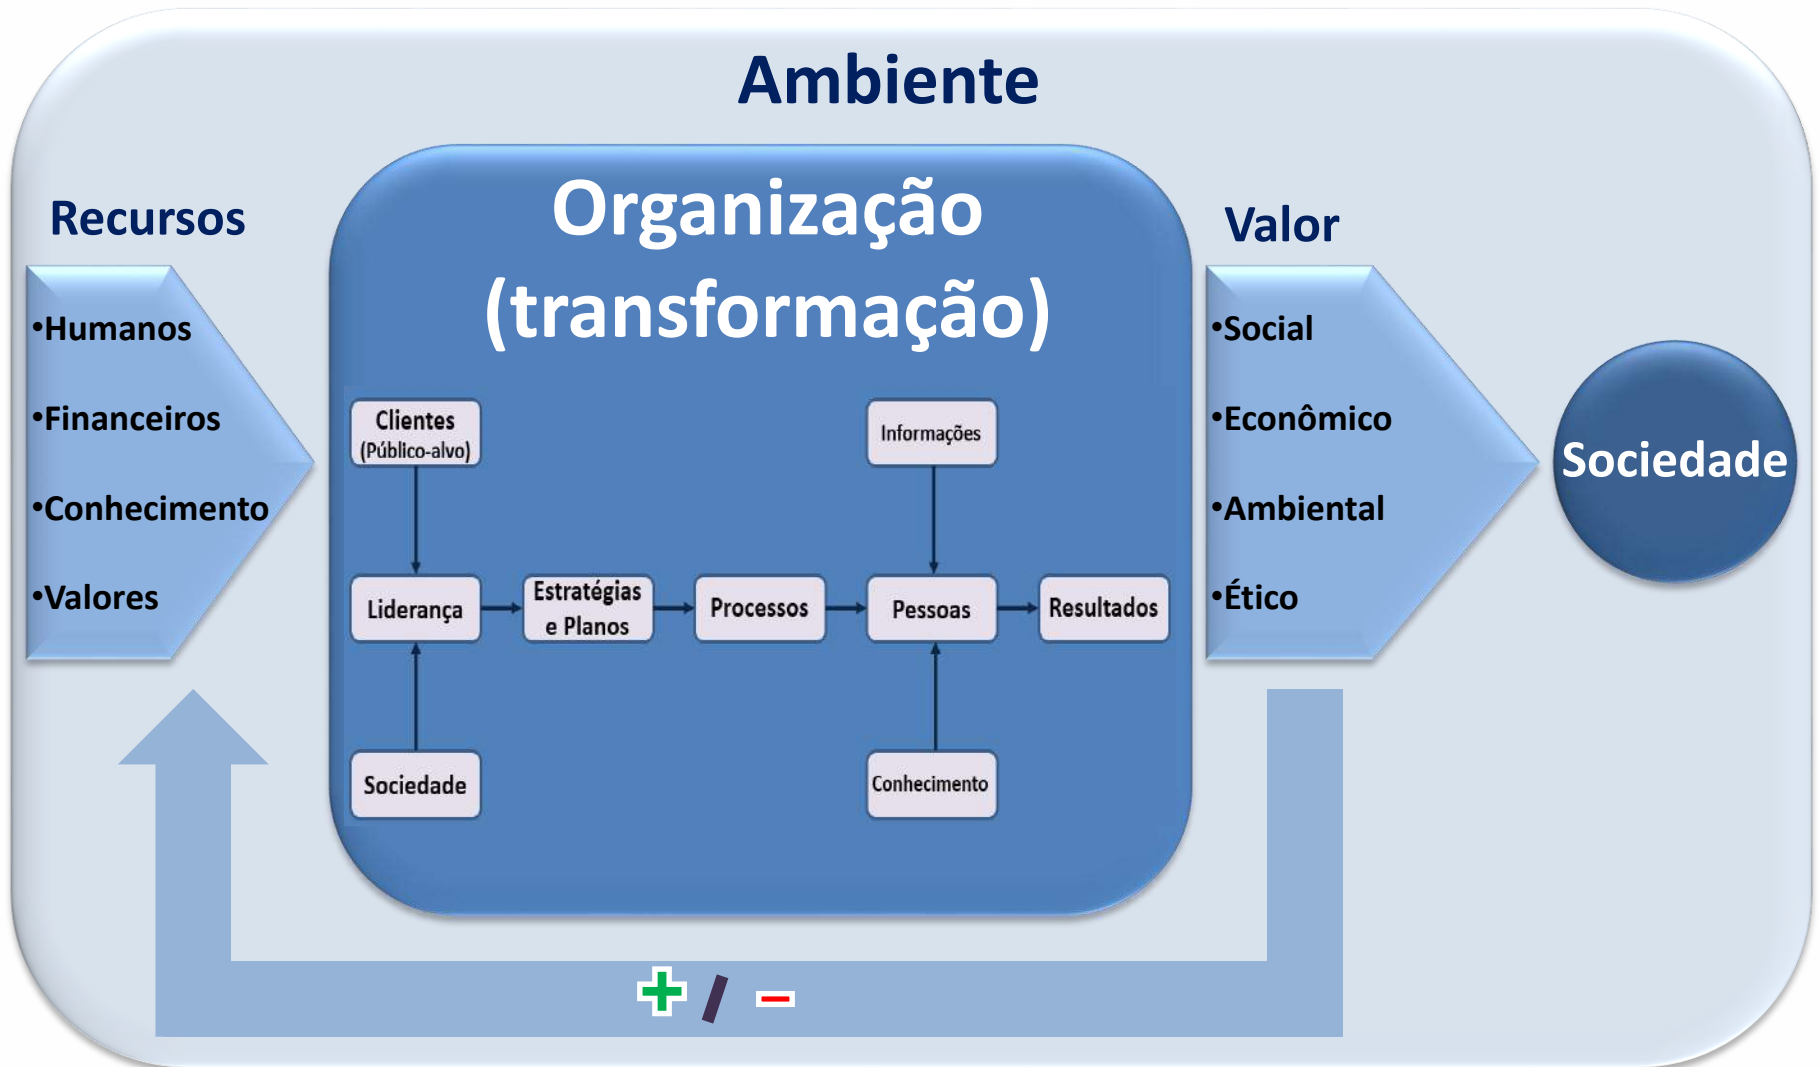 Ambiente
Recursos
•Humanos
•Financeiros
•Conhecimento
•Valores
Organização
(transformação)
Clientes
(Público-alvo)
Informações
Liderança
Estratégias
e Planos
Processos
Pessoas
Resultados
Sociedade
Conhecimento
Valor
•Social
•Econômico
•Ambiental
•Ético
Sociedade
+ / −